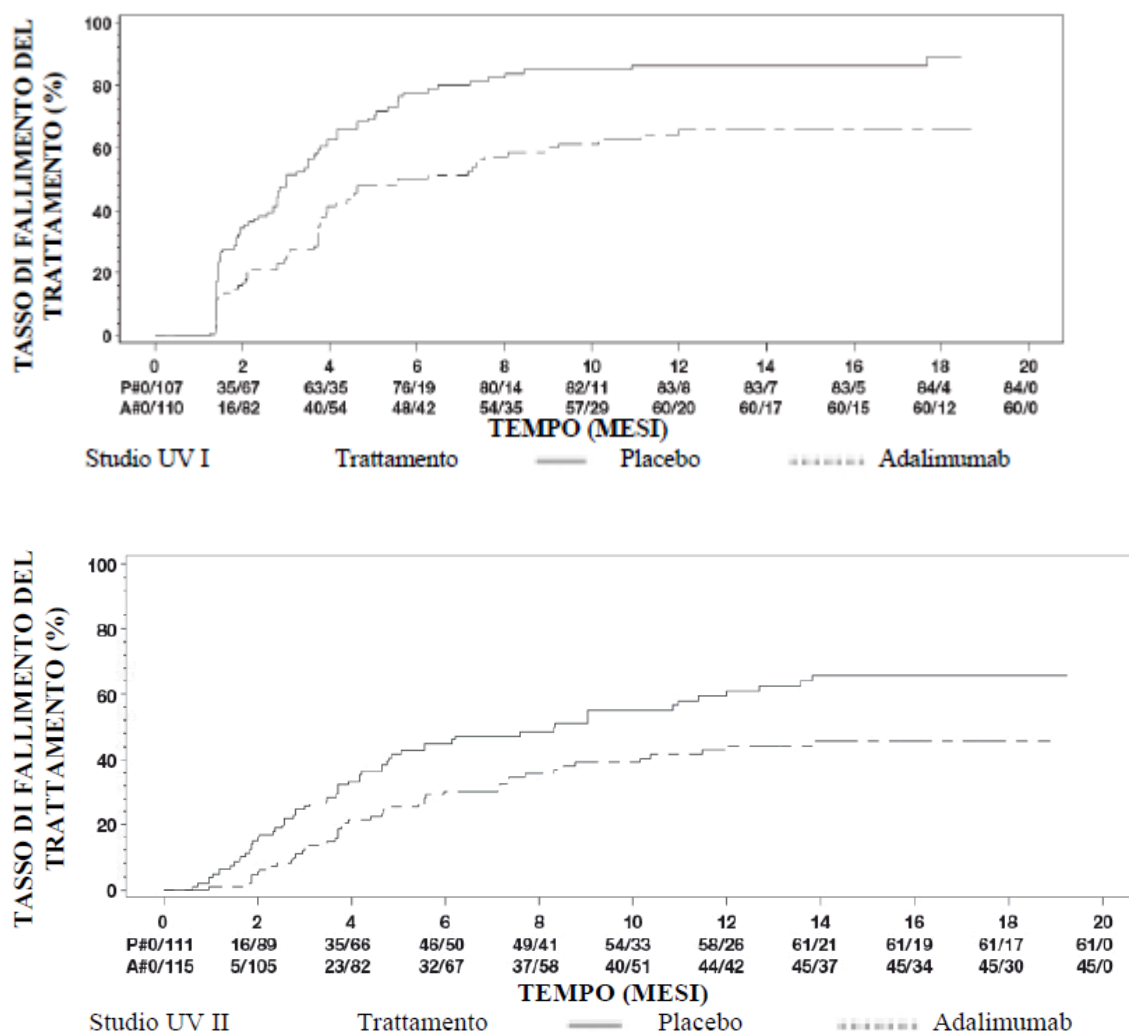 TASSO DI FALLIMENTO DEL
TRATTAMENTO (%)
100
80
60
40
20
0
0 2 4 6 8 10 12 14 16 18 20
P#0/107 35/67 63/35 76/19 80/14 82/11 83/8 83/7 83/5 84/4 84/0
A#0/110 16/82 40/54 48/42 54/35 57/29 60/20 60/17 60/15 60/12 60/0
TEMPO (MESI)
Studio UV I Trattamento Placebo Adalimumab
TASSO DI FALLIMENTO DEL
TRATTAMENTO (%)
100
80
60
40
20
0
0 2 4 6 8 10 12 14 16 18 20
P#0/111 16/89 35/66 46/50 49/41 54/33 58/26 61/21 61/19 61/17 61/0
A#0/115 5/105 23/82 32/67 37/58 40/51 44/42 45/37 45/34 45/30 45/0
TEMPO (MESI)
Studio UV II Trattamento Placebo Adalimumab